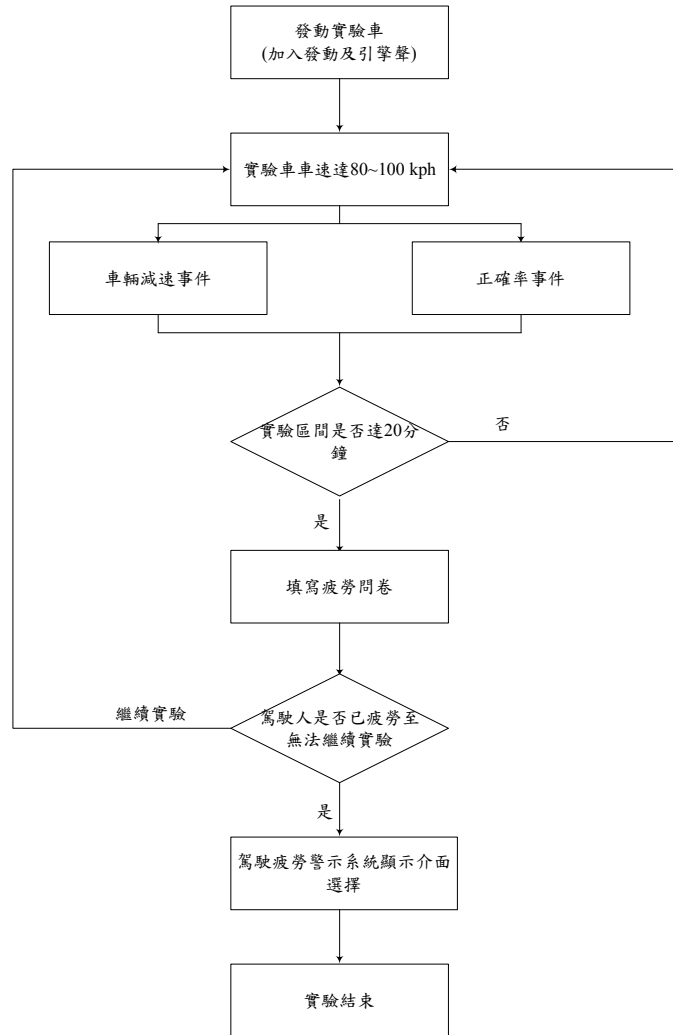 發動實驗車
(加入發動及引擎聲)
實驗車車速達80~100 kph
車輛減速事件
正確率事件
實驗區間是否達20分
鐘
否
是
填寫疲勞問卷
繼續實驗
駕駛人是否已疲勞至
無法繼續實驗
是
駕駛疲勞警示系統顯示介面
選擇
實驗結束